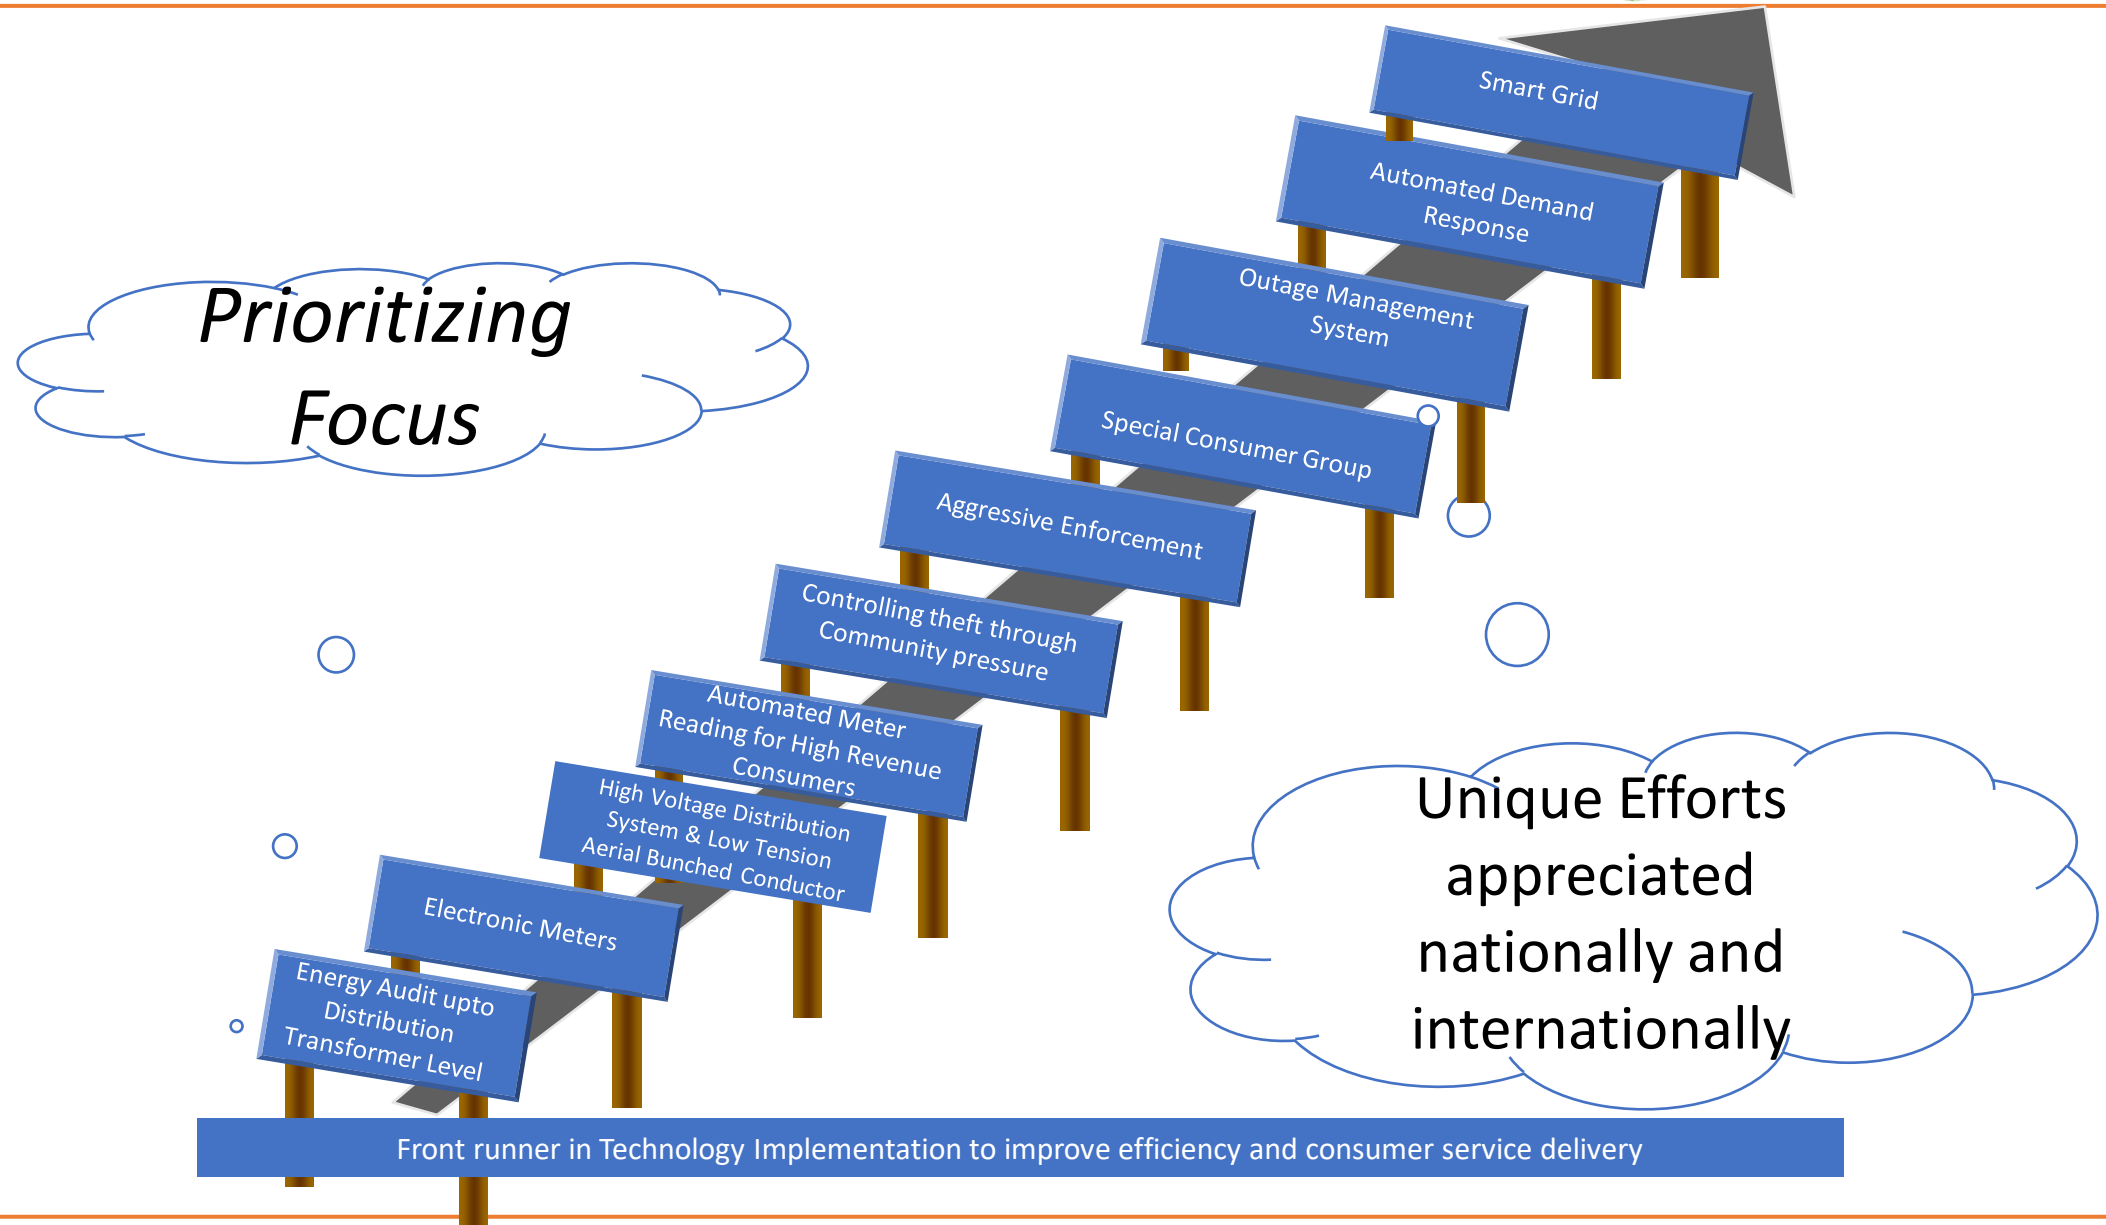 Smart Grid
Automated Demand
Response
Outage Management
System
Prioritizing
Focus
Special Consumer Group
Aggressive Enforcement
Controlling theft through
Community pressure
Automated Meter
Reading for High Revenue
Consumers
High Voltage Distribution
System & Low Tension
Aerial Bunched Conductor
Unique Efforts
appreciated
nationally and
internationally
Electronic Meters
Energy Audit upto
Distribution
Transformer Level
Front runner in Technology Implementation to improve efficiency and consumer service delivery